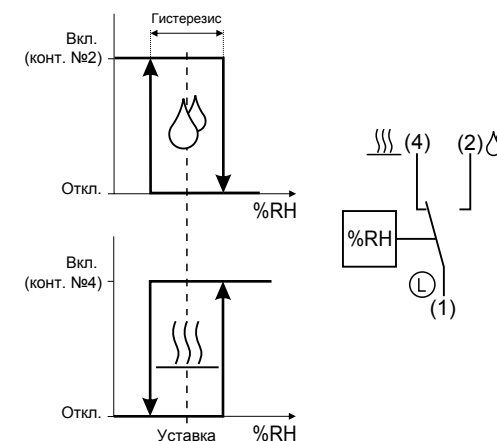 Гистерезис
Вкл.
(конт. №2)
Откл.
%RH
(4)
(2)
%RH
L
(1)
Вкл.
(конт. №4)
Откл.
Уставка
%RH